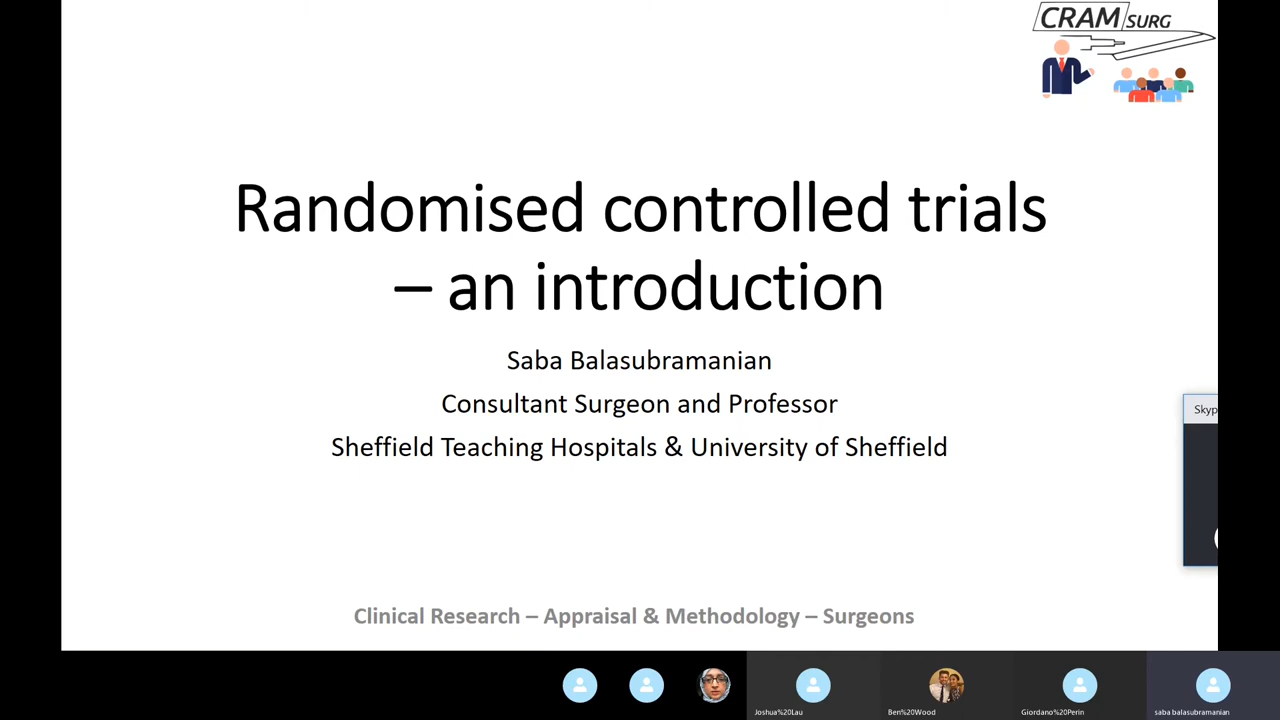 CRAM SURG
Randomised controlled trials
– an introduction
Saba Balasubramanian
Consultant Surgeon and Professor
Sheffield Teaching Hospitals & University of Sheffield
Skyp
Clinical Research – Appraisal & Methodology – Surgeons
Joshua%20Lau
Ben%20Wood
Giordano%20Perin
saba balasubramanian